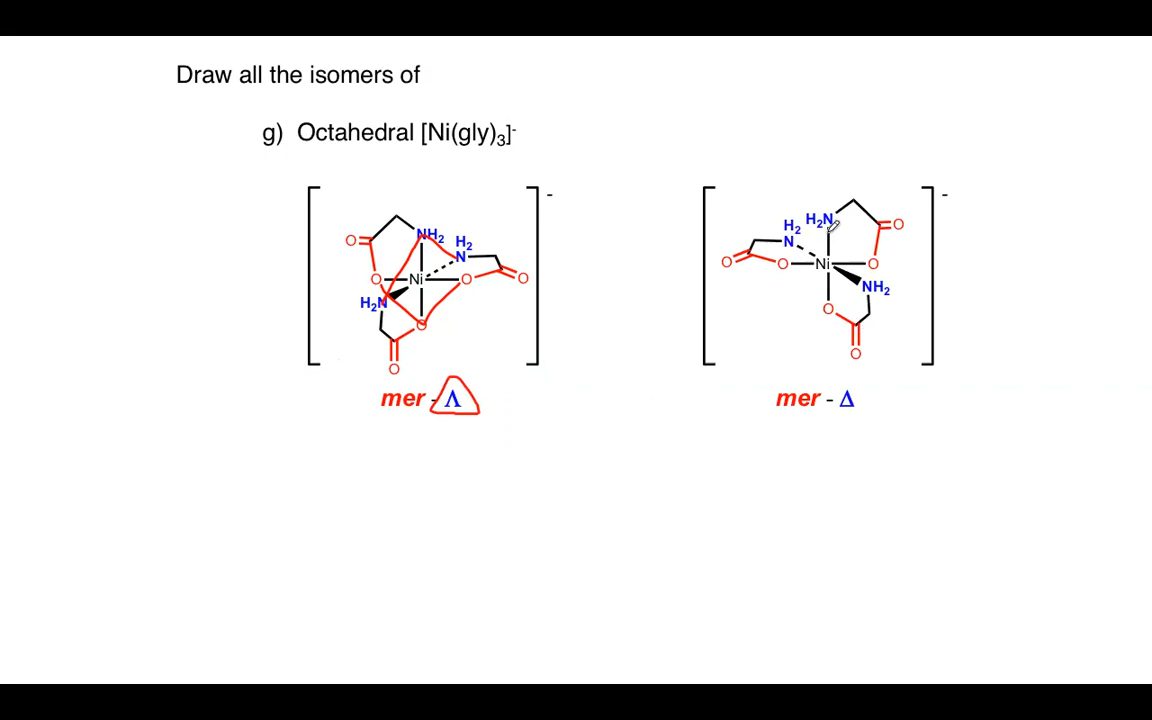 Draw all the isomers of
g) Octahedral [Ni(gly)₃]⁻
-
-
H₂N
H₂
NH₂ H₂
N
O
O
N
O
O
O Ni O
O Ni O
H₂N
NH₂
O
O
O
O
mer - Λ
mer - Δ